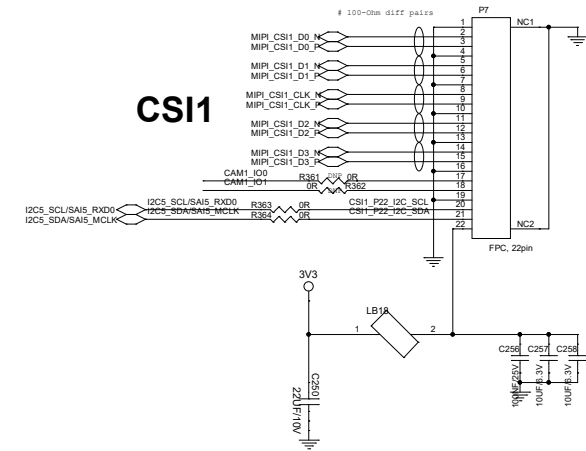 # 100-Ohm diff pairs
P7
NC1
1
2
3
4
5
6
7
8
9
10
11
12
13
14
15
16
17
18
19
20
21
22
NC2
FPC, 22pin
CSI1
MIPI_CSI1_D0_N
MIPI_CSI1_D0_P
MIPI_CSI1_D1_N
MIPI_CSI1_D1_P
MIPI_CSI1_CLK_N
MIPI_CSI1_CLK_P
MIPI_CSI1_D2_N
MIPI_CSI1_D2_P
MIPI_CSI1_D3_N
MIPI_CSI1_D3_P
CAM1_IO0
R361 DNP 0R
CAM1_IO1
0R R362
I2C5_SCL/SAI5_RXD0
I2C5_SCL/SAI5_RXD0
R363 0R
CSI1_P22_I2C_SCL
I2C5_SDA/SAI5_MCLK
I2C5_SDA/SAI5_MCLK
R364 0R
CSI1_P22_I2C_SDA
3V3
LB18
1
2
C250
22UF/10V
C256
C257
C258
100NF/25V
10UF/6.3V
10UF/6.3V